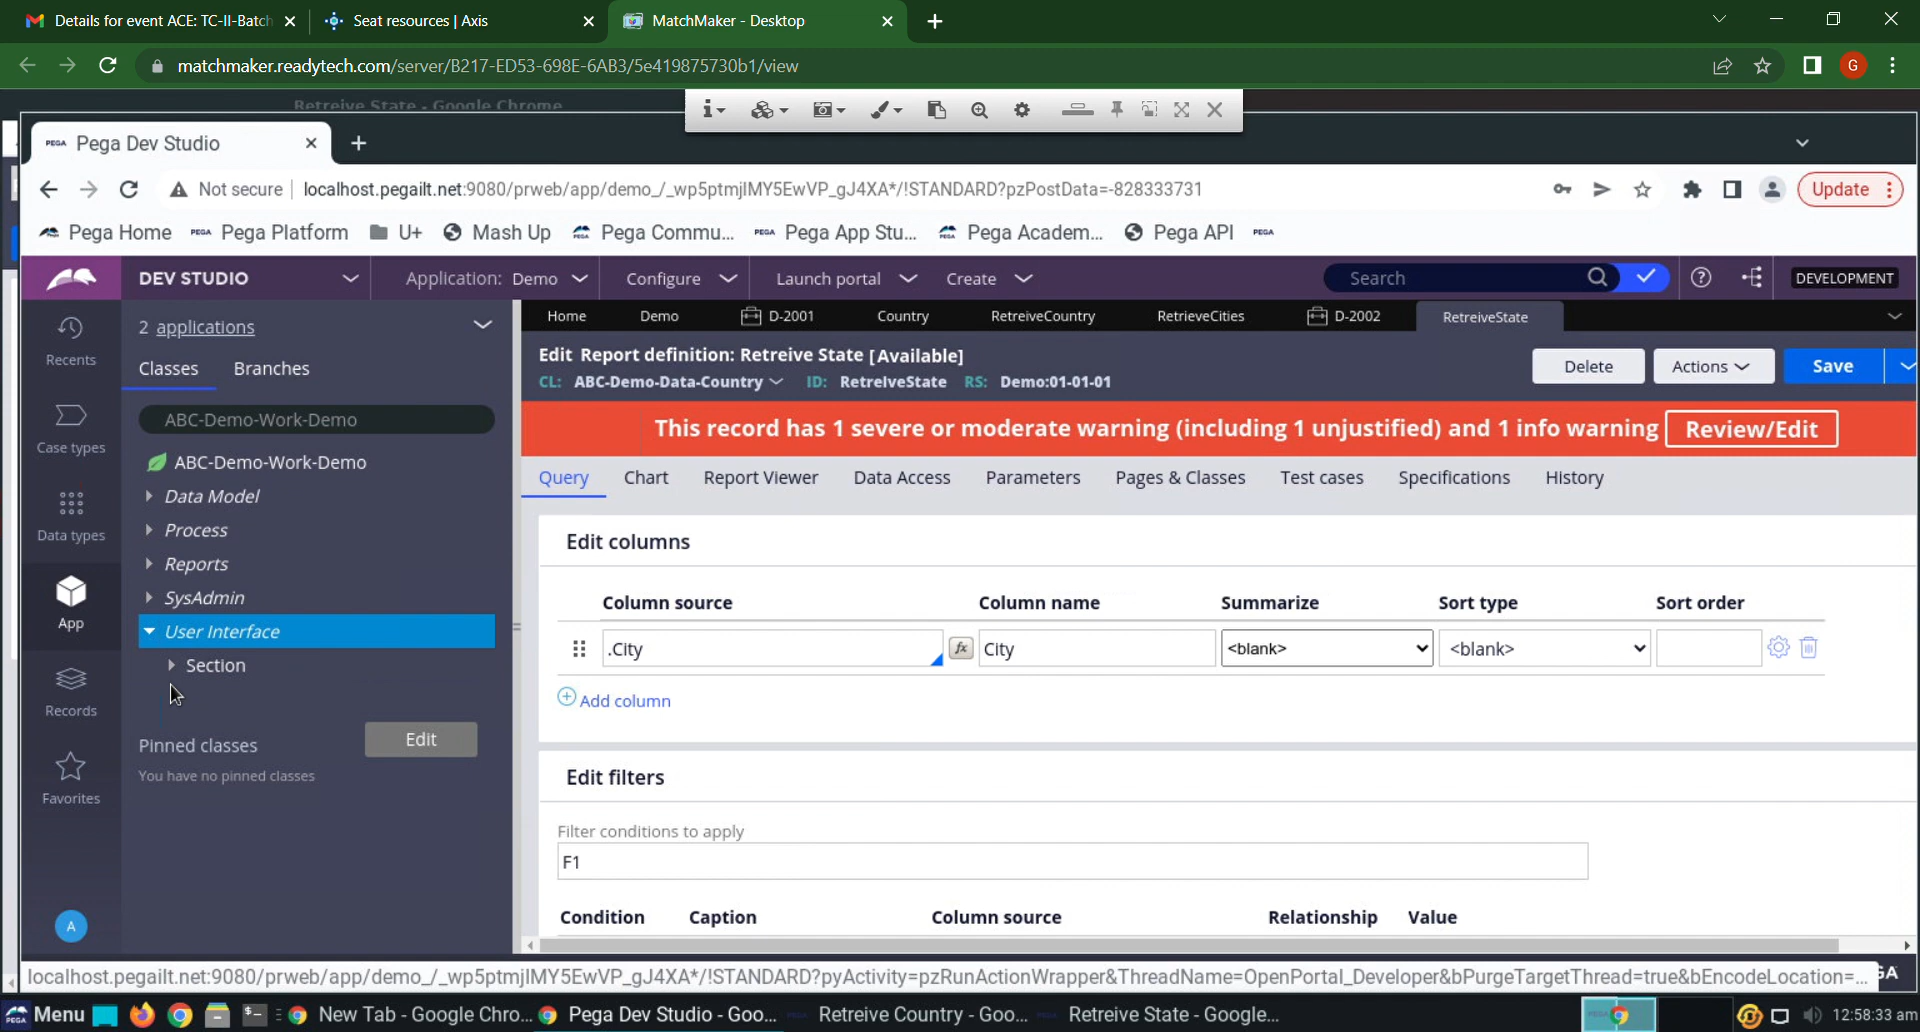 Details for event ACE: TC-II-Batch
Seat resources | Axis
MatchMaker - Desktop
matchmaker.readytech.com/server/B217-ED53-698E-6AB3/5e419875730b1/view
G
Retreive State - Google Chrome
PEGA Pega Dev Studio
Not secure localhost.pegailt.net:9080/prweb/app/demo_/_wp5ptmjlMY5EwVP_gJ4XA*/!STANDARD?pzPostData=-828333731
Update
Pega Home PEGA Pega Platform U+ Mash Up Pega Commu... PEGA Pega App Stu... Pega Academ... Pega API PEGA
DEV STUDIO Application: Demo Configure Launch portal Create Search DEVELOPMENT
Recents
Case types
Data types
App
Records
Favorites
A
2 applications
Classes Branches
ABC-Demo-Work-Demo
ABC-Demo-Work-Demo
Data Model
Process
Reports
SysAdmin
User Interface
Section
Pinned classes Edit
You have no pinned classes
Home Demo D-2001 Country RetreiveCountry RetrieveCities D-2002 RetreiveState
Edit Report definition: Retreive State [Available]
CL: ABC-Demo-Data-Country ID: RetreiveState RS: Demo:01-01-01
Delete Actions Save
This record has 1 severe or moderate warning (including 1 unjustified) and 1 info warning Review/Edit
Query Chart Report Viewer Data Access Parameters Pages & Classes Test cases Specifications History
Edit columns
Column source Column name Summarize Sort type Sort order
.City fx City <blank> <blank>
Add column
Edit filters
Filter conditions to apply
F1
Condition Caption Column source Relationship Value
localhost.pegailt.net:9080/prweb/app/demo_/_wp5ptmjlMY5EwVP_gJ4XA*/!STANDARD?pyActivity=pzRunActionWrapper&ThreadName=OpenPortal_Developer&bPurgeTargetThread=true&bEncodeLocation=...
PEGA Menu New Tab - Google Chro... Pega Dev Studio - Goo... Retreive Country - Goo... Retreive State - Google... 12:58:33 am